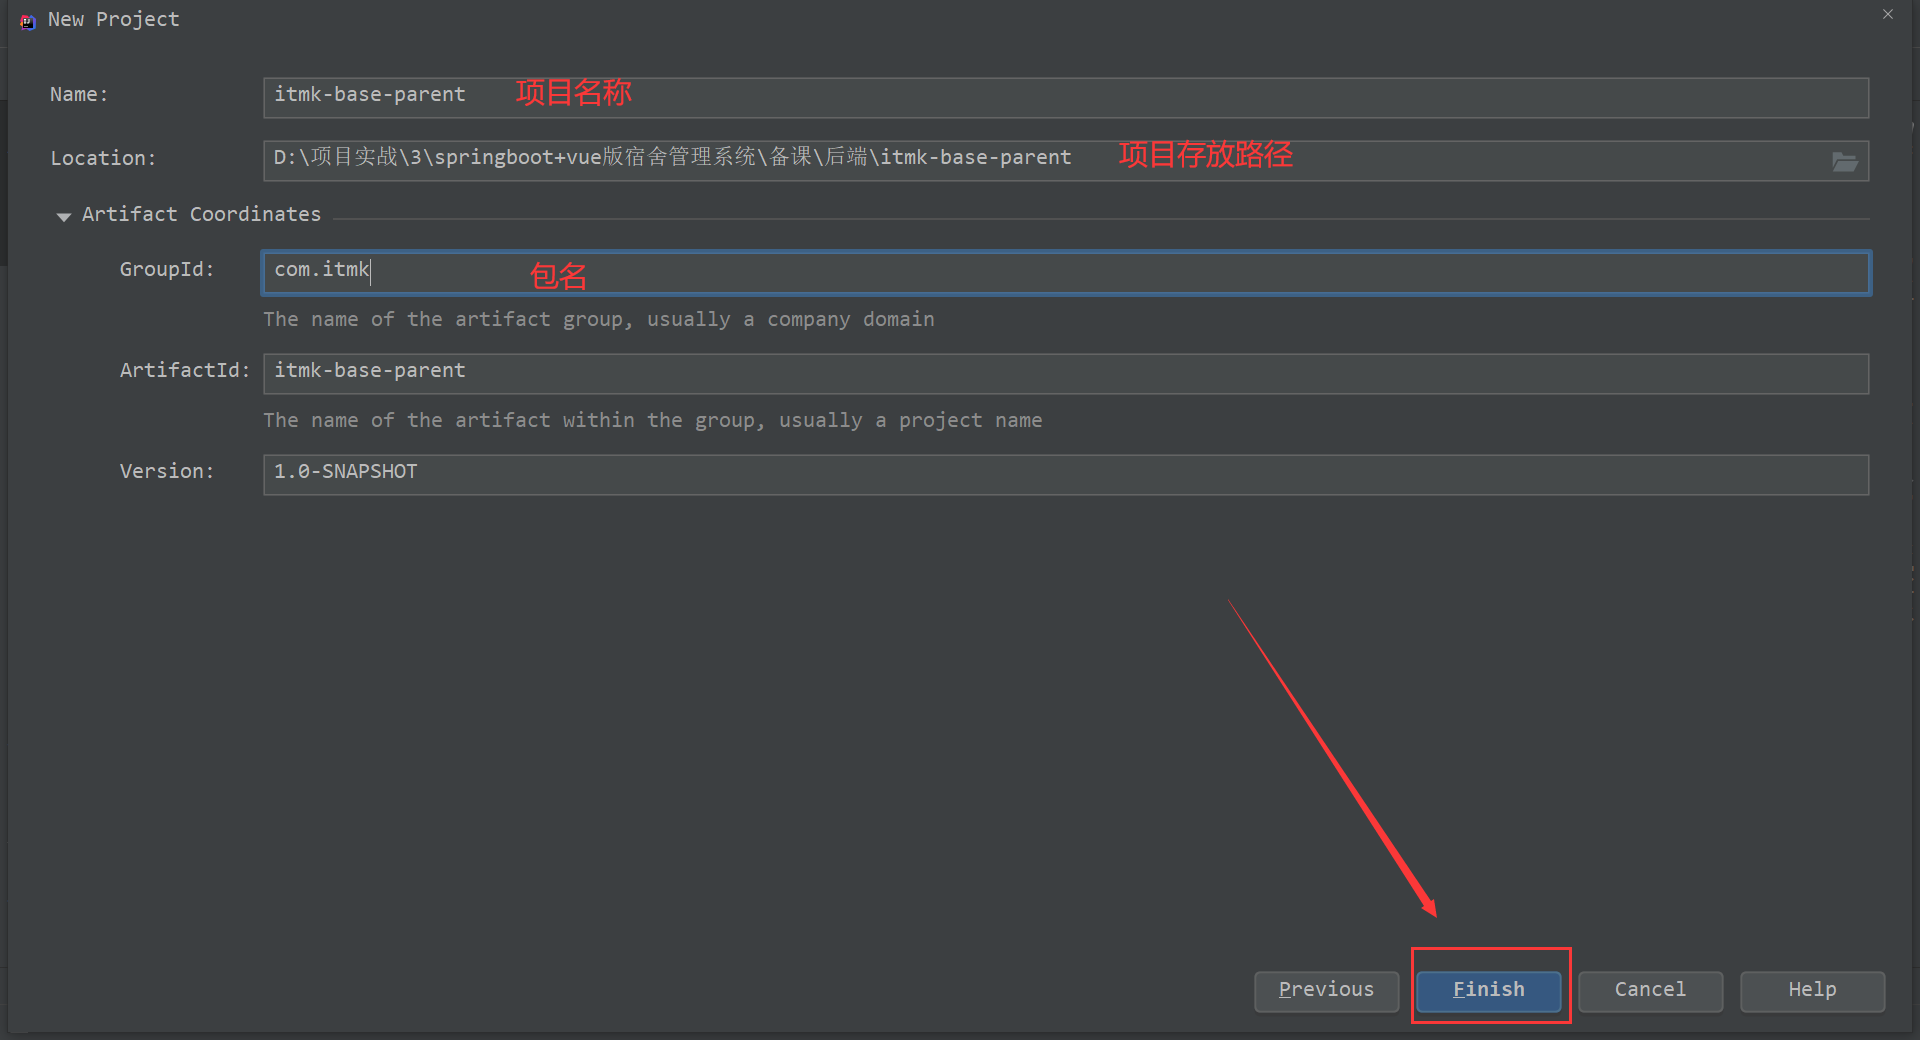 New Project
Name: itmk-base-parent 项目名称
Location: D:\项目实战\3\springboot+vue版宿舍管理系统\备课\后端\itmk-base-parent 项目存放路径
Artifact Coordinates
GroupId: com.itmk 包名
The name of the artifact group, usually a company domain
ArtifactId: itmk-base-parent
The name of the artifact within the group, usually a project name
Version: 1.0-SNAPSHOT
Previous Finish Cancel Help